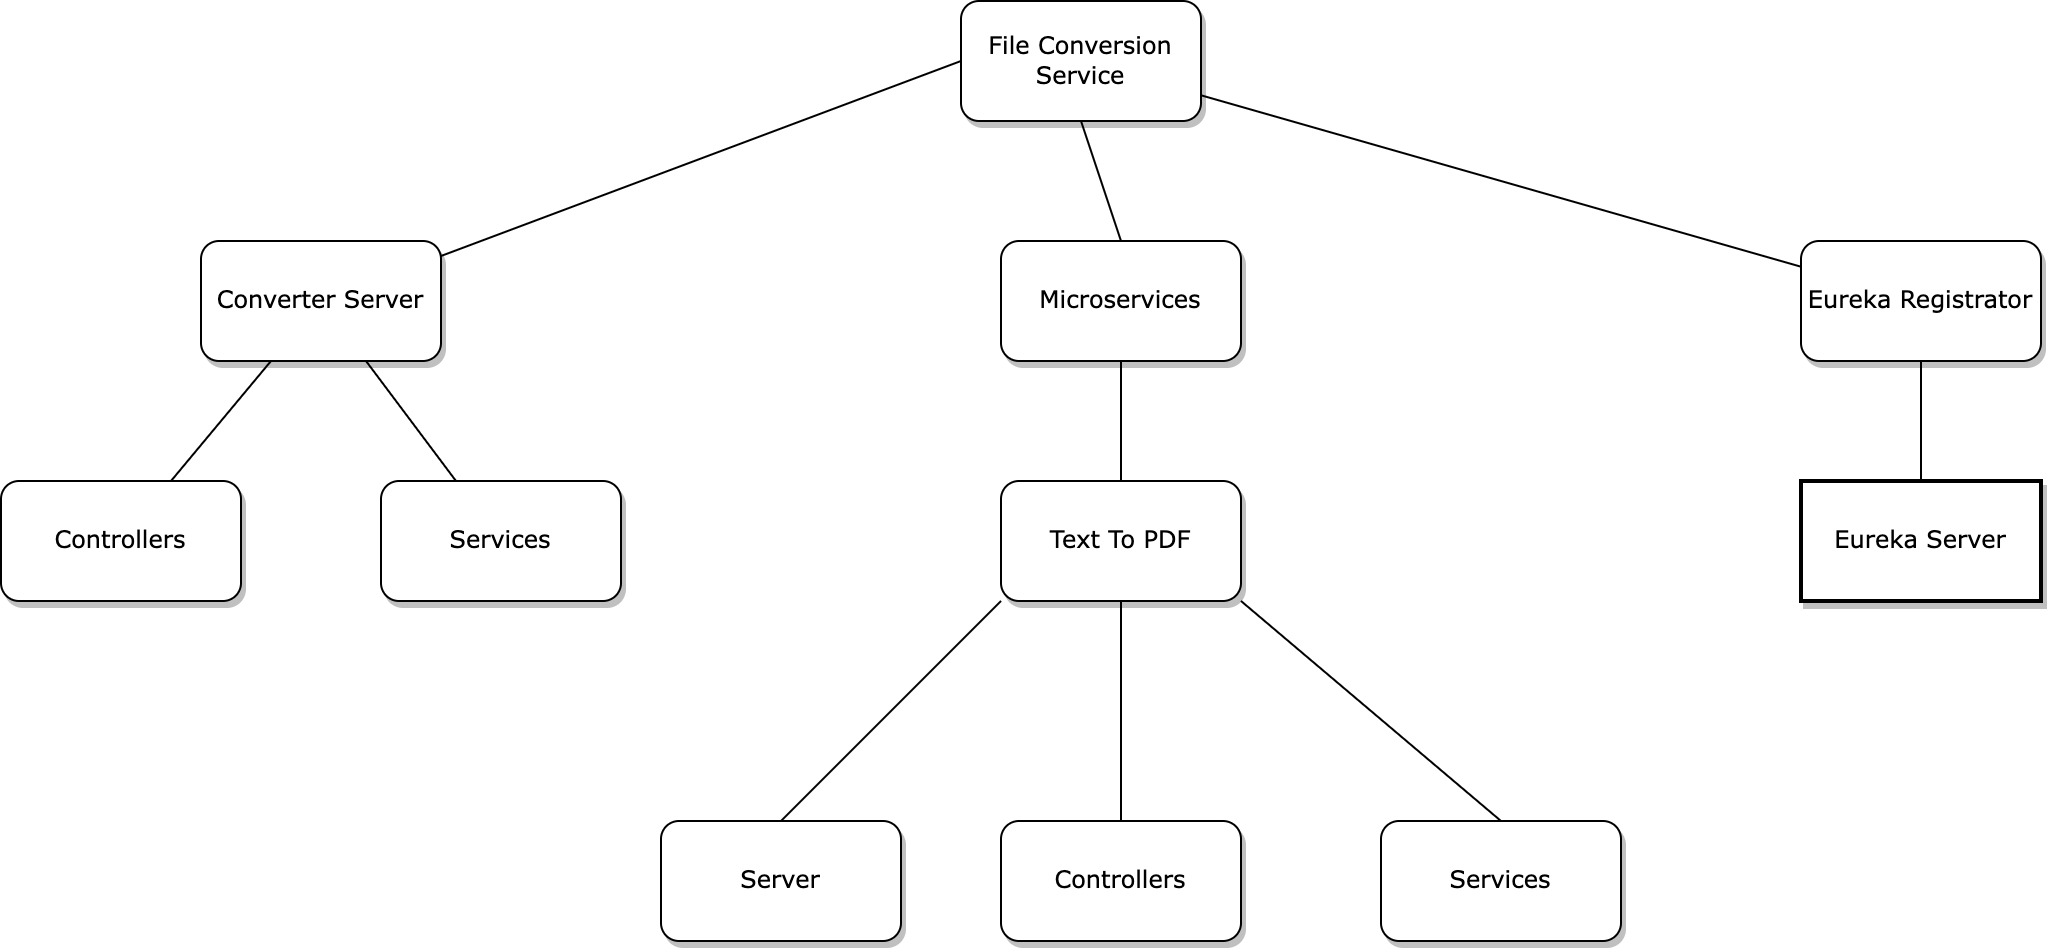 File Conversion
Service
Converter Server
Microservices
Eureka Registrator
Controllers
Services
Text To PDF
Eureka Server
Server
Controllers
Services